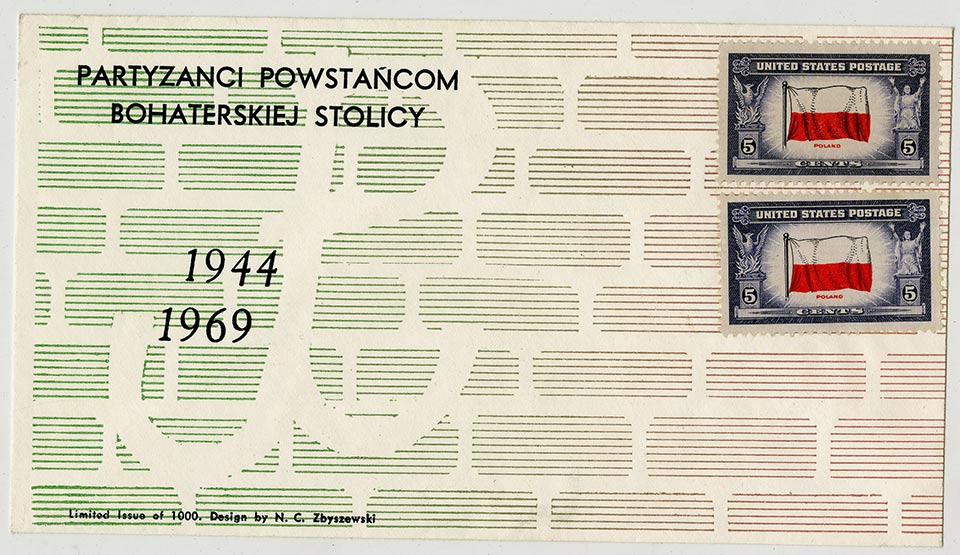 PARTYZANCI POWSTAŃCOM
BOHATERSKIEJ STOLICY
1944
1969
Limited Issue of 1000. Design by N. C. Zbyszewski
UNITED STATES POSTAGE
POLAND
5 5
CENTS
UNITED STATES POSTAGE
POLAND
5 5
CENTS